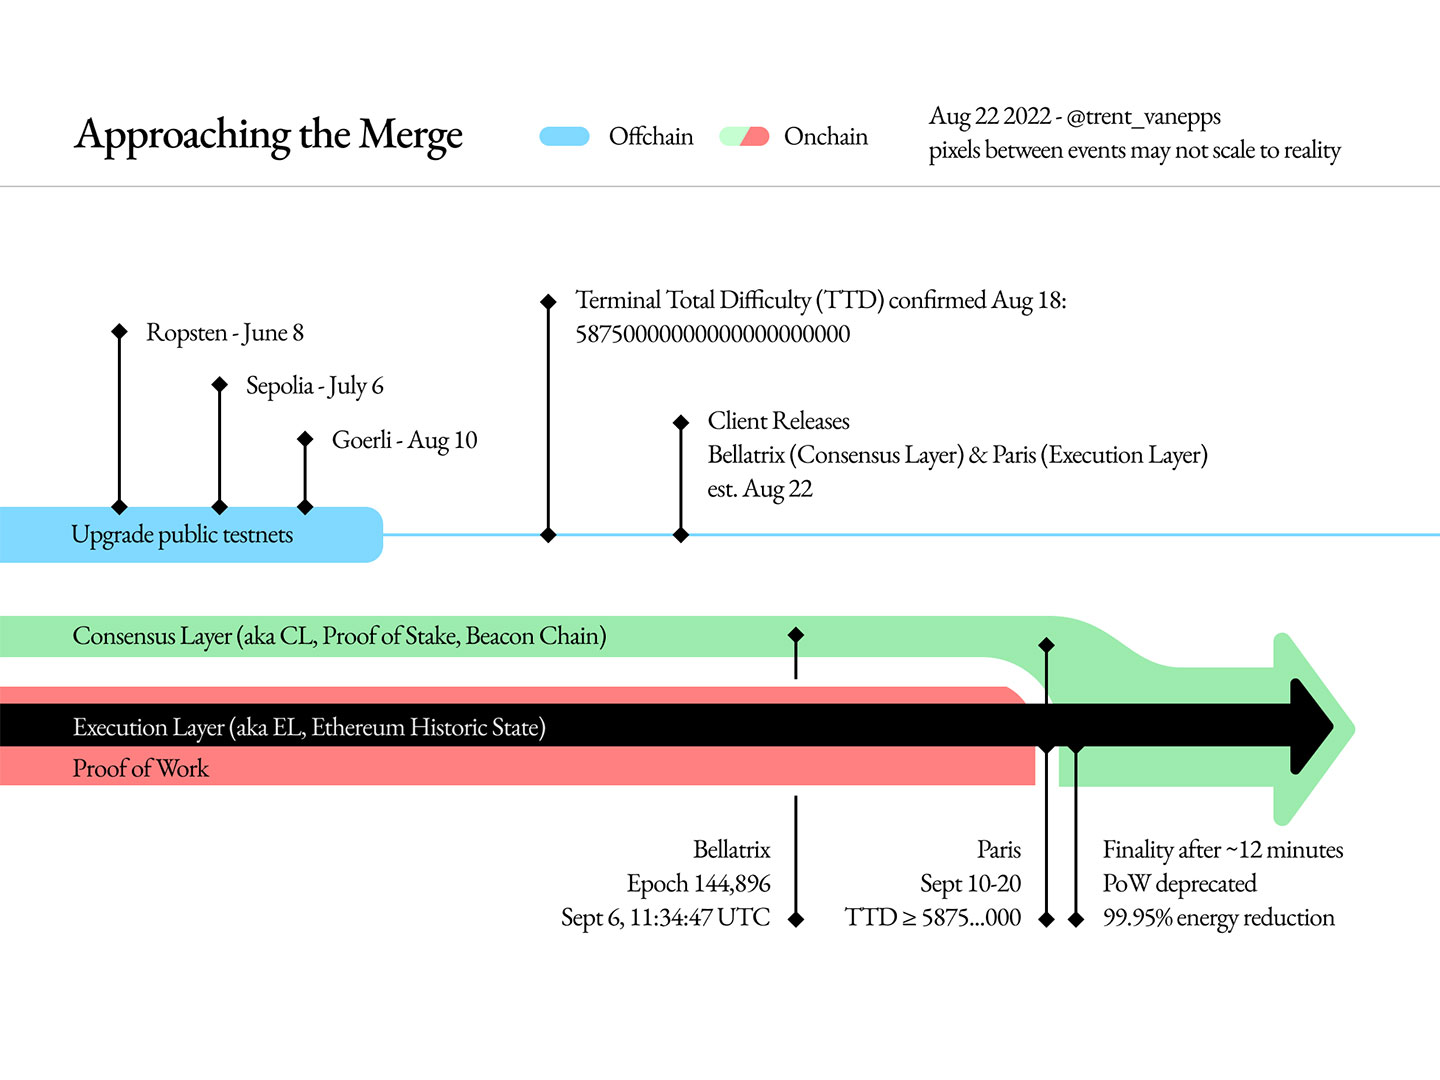 Approaching the Merge
Offchain
Onchain
Aug 22 2022 - @trent_vanepps
pixels between events may not scale to reality
Terminal Total Difficulty (TTD) confirmed Aug 18:
58750000000000000000000
Ropsten - June 8
Sepolia - July 6
Goerli - Aug 10
Client Releases
Bellatrix (Consensus Layer) & Paris (Execution Layer)
est. Aug 22
Upgrade public testnets
Consensus Layer (aka CL, Proof of Stake, Beacon Chain)
Execution Layer (aka EL, Ethereum Historic State)
Proof of Work
Bellatrix
Epoch 144,896
Sept 6, 11:34:47 UTC
Paris
Sept 10-20
TTD ≥ 5875...000
Finality after ~12 minutes
PoW deprecated
99.95% energy reduction